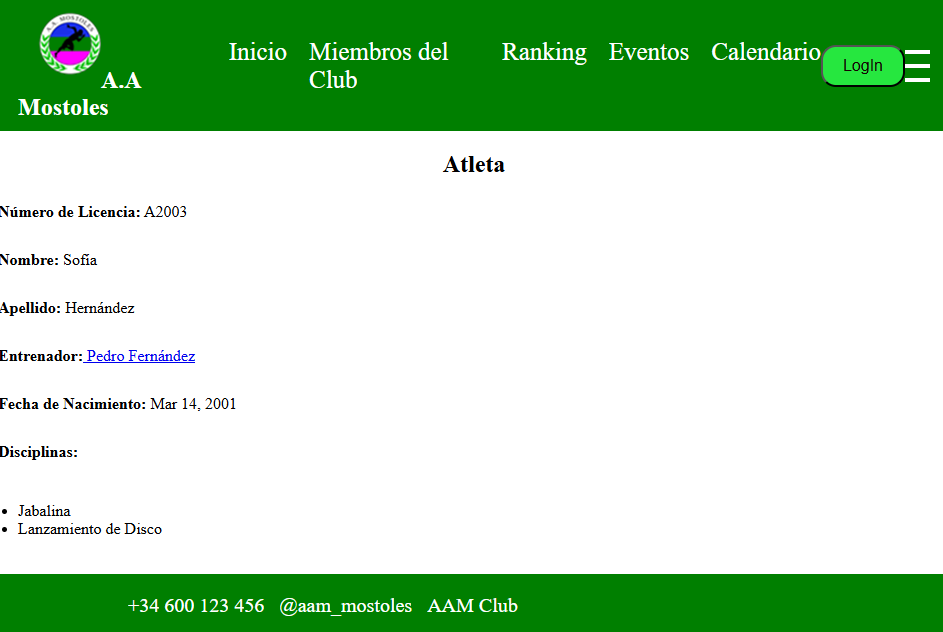 A.A. MOSTOLES
A.A
Mostoles
Inicio Miembros del Club Ranking Eventos Calendario LogIn
Atleta
Número de Licencia: A2003
Nombre: Sofía
Apellido: Hernández
Entrenador: Pedro Fernández
Fecha de Nacimiento: Mar 14, 2001
Disciplinas:
Jabalina
Lanzamiento de Disco
+34 600 123 456 @aam_mostoles AAM Club